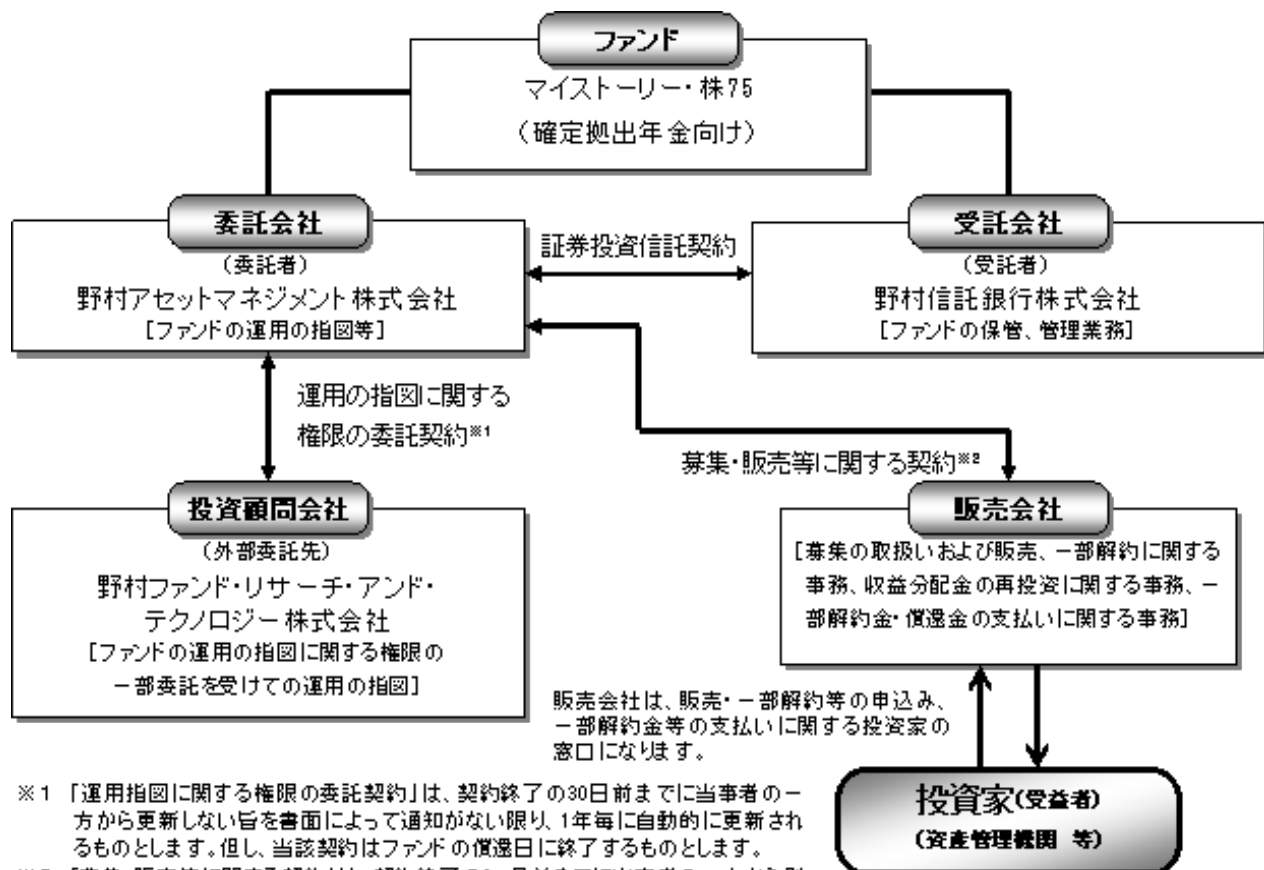 ファンド
マイストーリー・株75
（確定拠出年金向け）
委託会社
（委託者）
野村アセットマネジメント株式会社
［ファンドの運用の指図等］
証券投資信託契約
受託会社
（受託者）
野村信託銀行株式会社
［ファンドの保管、管理業務］
運用の指図に関する
権限の委託契約※1
募集・販売等に関する契約※2
投資顧問会社
（外部委託先）
野村ファンド・リサーチ・アンド・
テクノロジー株式会社
［ファンドの運用の指図に関する権限の
一部委託を受けての運用の指図］
販売会社
［募集の取扱いおよび販売、一部解約に関する
事務、収益分配金の再投資に関する事務、一
部解約金・償還金の支払いに関する事務］
販売会社は、販売・一部解約等の申込み、
一部解約金等の支払いに関する投資家の
窓口になります。
投資家(受益者)
(資産管理機関 等)
※1 「運用指図に関する権限の委託契約」は、契約終了の30日前までに当事者の一
方から更新しない旨を書面によって通知がない限り、1年毎に自動的に更新され
るものとします。但し、当該契約はファンドの償還日に終了するものとします。